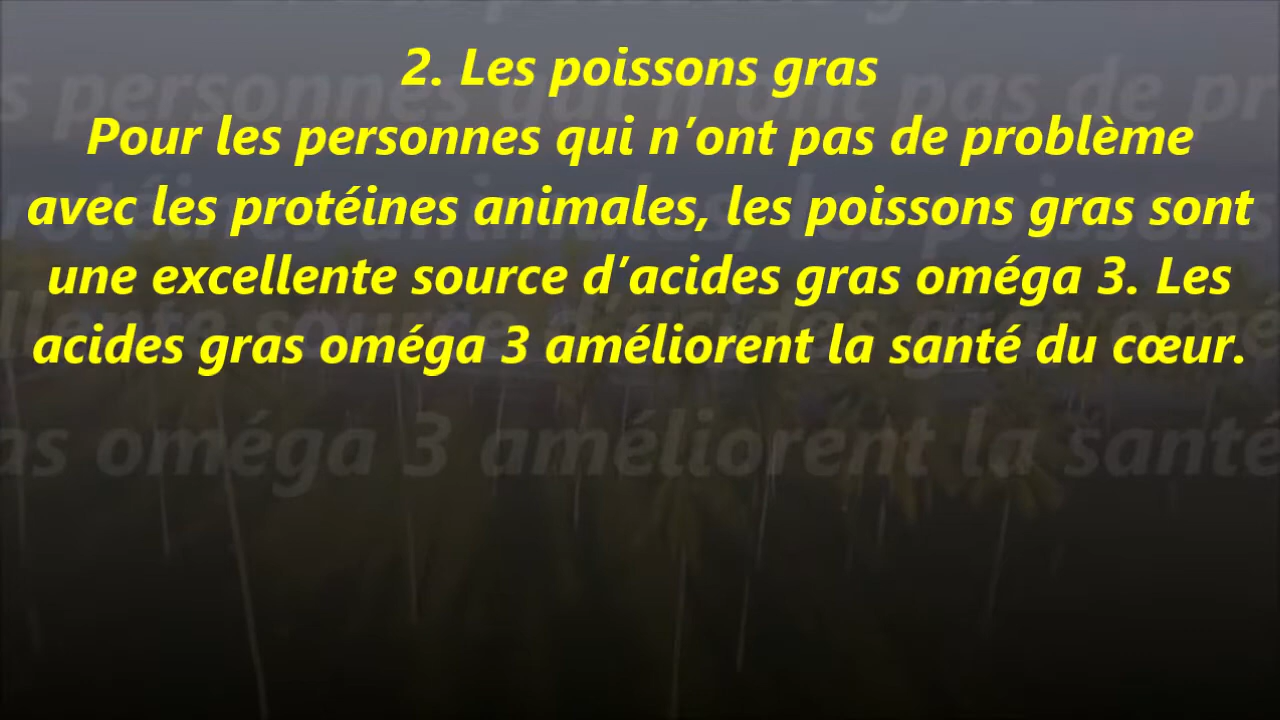 2. Les poissons gras
Pour les personnes qui n’ont pas de problème
avec les protéines animales, les poissons gras sont
une excellente source d’acides gras oméga 3. Les
acides gras oméga 3 améliorent la santé du cœur.